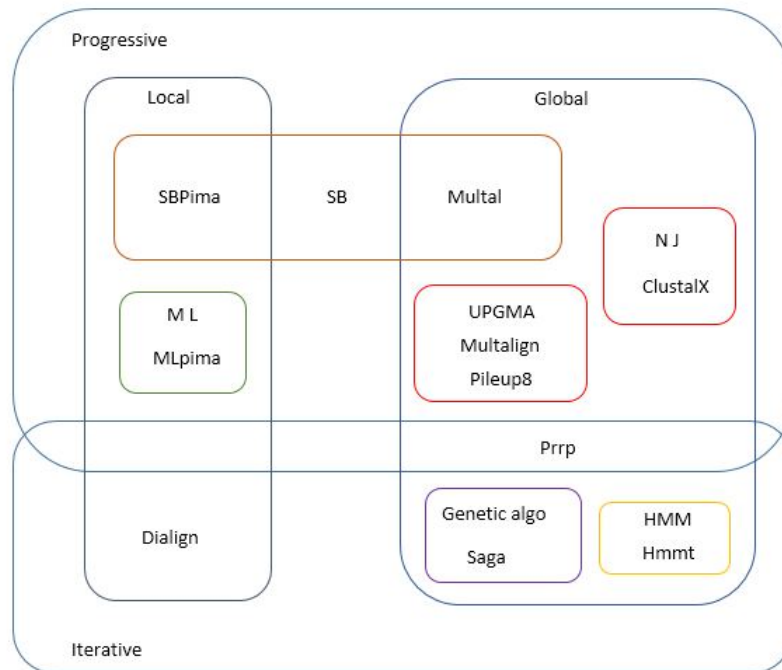 Progressive
Local
Global
SBPima
SB
Multal
N J
ClustalX
M L
MLpima
UPGMA
Multalign
Pileup8
Prrp
Dialign
Genetic algo
Saga
HMM
Hmmt
Iterative